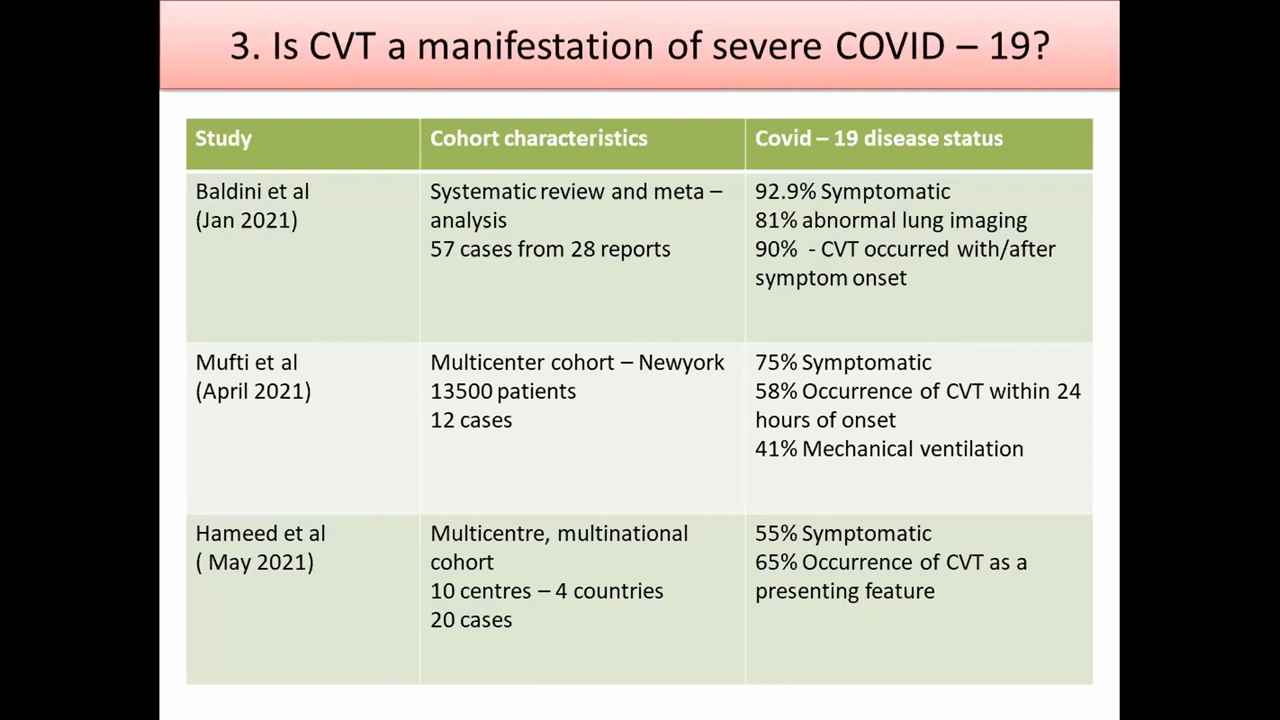 3. Is CVT a manifestation of severe COVID – 19?
Study
Cohort characteristics
Covid – 19 disease status
Baldini et al
(Jan 2021)
Systematic review and meta –
analysis
57 cases from 28 reports
92.9% Symptomatic
81% abnormal lung imaging
90%  - CVT occurred with/after
symptom onset
Mufti et al
(April 2021)
Multicenter cohort – Newyork
13500 patients
12 cases
75% Symptomatic
58% Occurrence of CVT within 24
hours of onset
41% Mechanical ventilation
Hameed et al
( May 2021)
Multicentre, multinational
cohort
10 centres – 4 countries
20 cases
55% Symptomatic
65% Occurrence of CVT as a
presenting feature